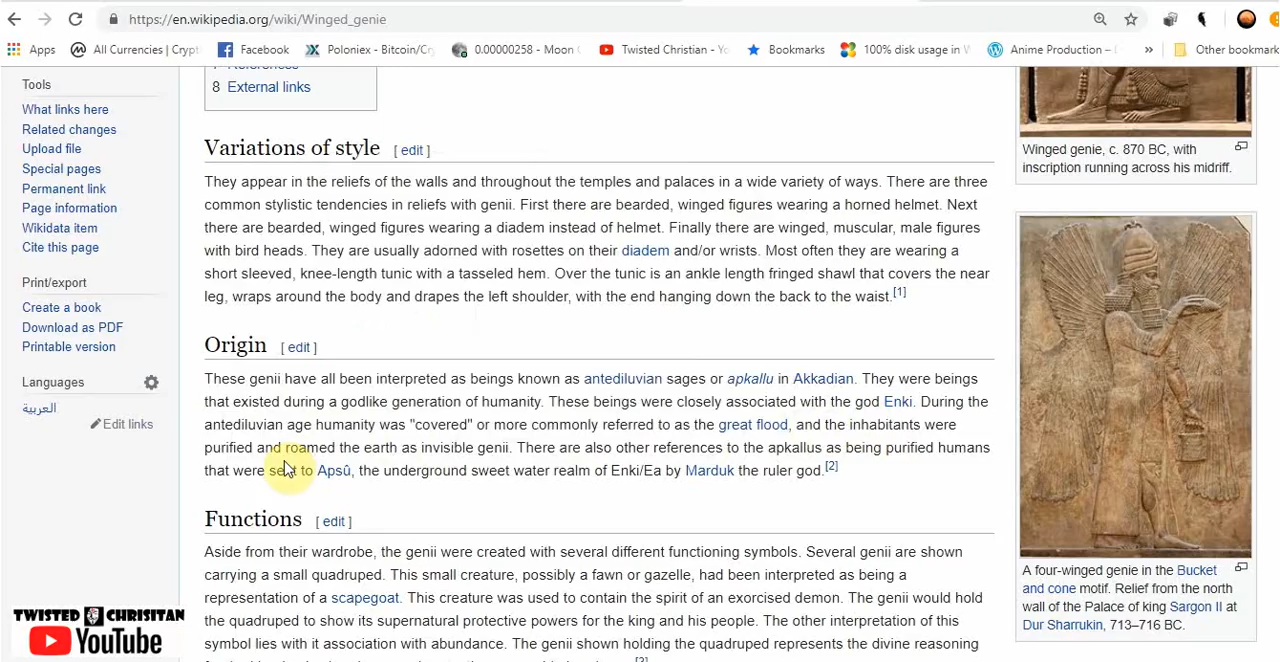 https://en.wikipedia.org/wiki/Winged_genie
Apps
All Currencies | Crypt
Facebook
Poloniex - Bitcoin/Cry
0.00000258 - Moon
Twisted Christian - Yo
Bookmarks
100% disk usage in W
Anime Production –
»
Other bookmark
Tools
What links here
Related changes
Upload file
Special pages
Permanent link
Page information
Wikidata item
Cite this page
Print/export
Create a book
Download as PDF
Printable version
Languages
العربية
Edit links
References
8 External links
Variations of style [ edit ]
They appear in the reliefs of the walls and throughout the temples and palaces in a wide variety of ways. There are three
common stylistic tendencies in reliefs with genii. First there are bearded, winged figures wearing a horned helmet. Next
there are bearded, winged figures wearing a diadem instead of helmet. Finally there are winged, muscular, male figures
with bird heads. They are usually adorned with rosettes on their diadem and/or wrists. Most often they are wearing a
short sleeved, knee-length tunic with a tasseled hem. Over the tunic is an ankle length fringed shawl that covers the near
leg, wraps around the body and drapes the left shoulder, with the end hanging down the back to the waist.[1]
Origin [ edit ]
These genii have all been interpreted as beings known as antediluvian sages or apkallu in Akkadian. They were beings
that existed during a godlike generation of humanity. These beings were closely associated with the god Enki. During the
antediluvian age humanity was "covered" or more commonly referred to as the great flood, and the inhabitants were
purified and roamed the earth as invisible genii. There are also other references to the apkallus as being purified humans
that were sent to Apsû, the underground sweet water realm of Enki/Ea by Marduk the ruler god.[2]
Functions [ edit ]
Aside from their wardrobe, the genii were created with several different functioning symbols. Several genii are shown
carrying a small quadruped. This small creature, possibly a fawn or gazelle, had been interpreted as being a
representation of a scapegoat. This creature was used to contain the spirit of an exorcised demon. The genii would hold
the quadruped to show its supernatural protective powers for the king and his people. The other interpretation of this
symbol lies with it association with abundance. The genii shown holding the quadruped represents the divine reasoning
Winged genie, c. 870 BC, with
inscription running across his midriff.
A four-winged genie in the Bucket
and cone motif. Relief from the north
wall of the Palace of king Sargon II at
Dur Sharrukin, 713–716 BC.
TWISTED CHRISITAN
YouTube